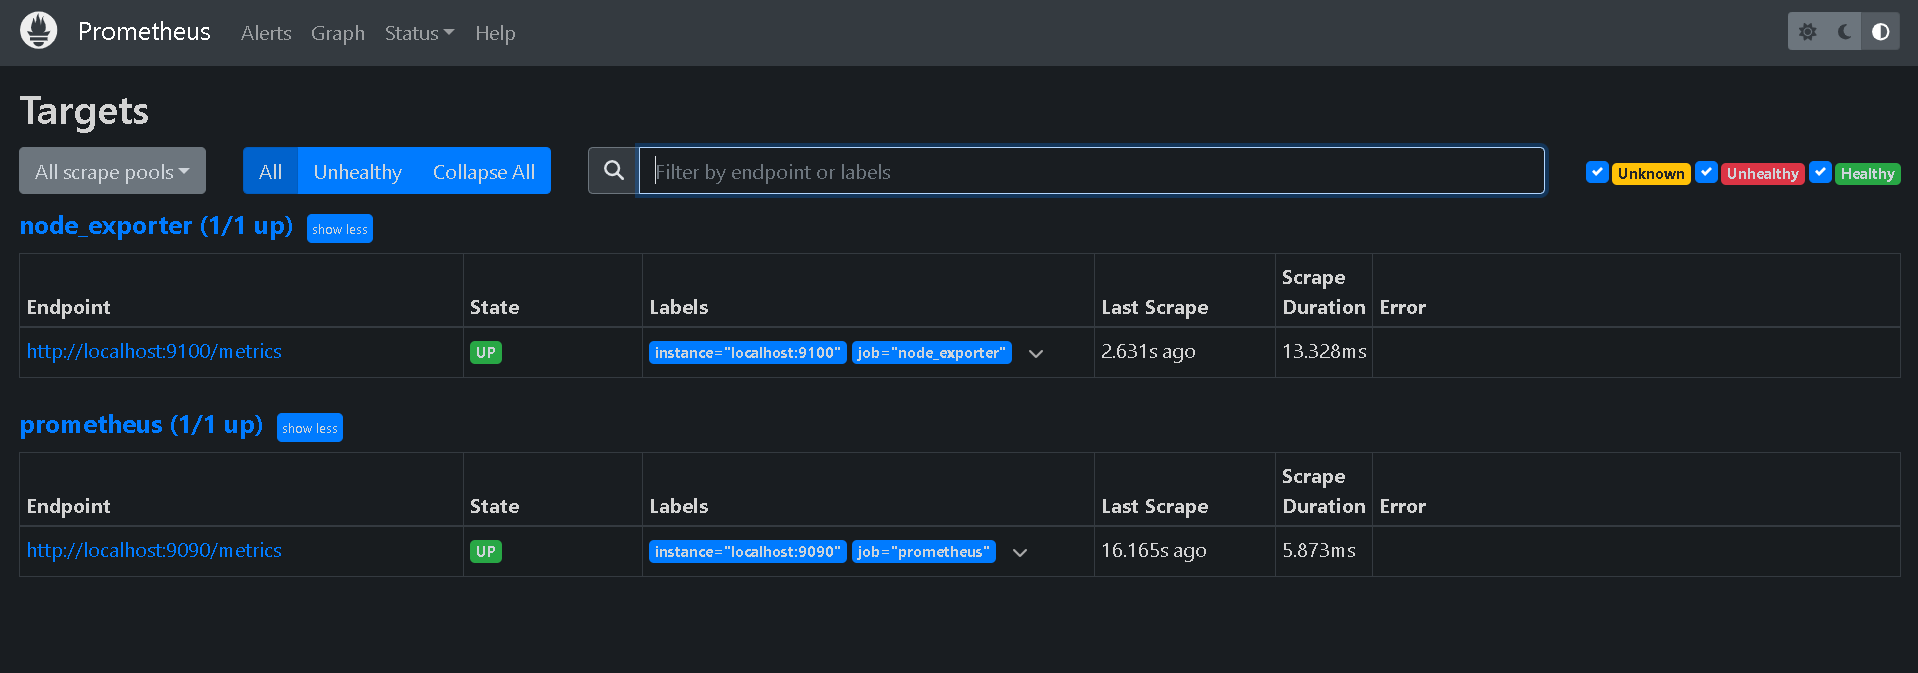 Prometheus Alerts Graph Status Help
Targets
All scrape pools All Unhealthy Collapse All Filter by endpoint or labels Unknown Unhealthy Healthy
node_exporter (1/1 up) show less
Endpoint State Labels Last Scrape Scrape Duration Error
http://localhost:9100/metrics UP instance="localhost:9100" job="node_exporter" 2.631s ago 13.328ms
prometheus (1/1 up) show less
Endpoint State Labels Last Scrape Scrape Duration Error
http://localhost:9090/metrics UP instance="localhost:9090" job="prometheus" 16.165s ago 5.873ms